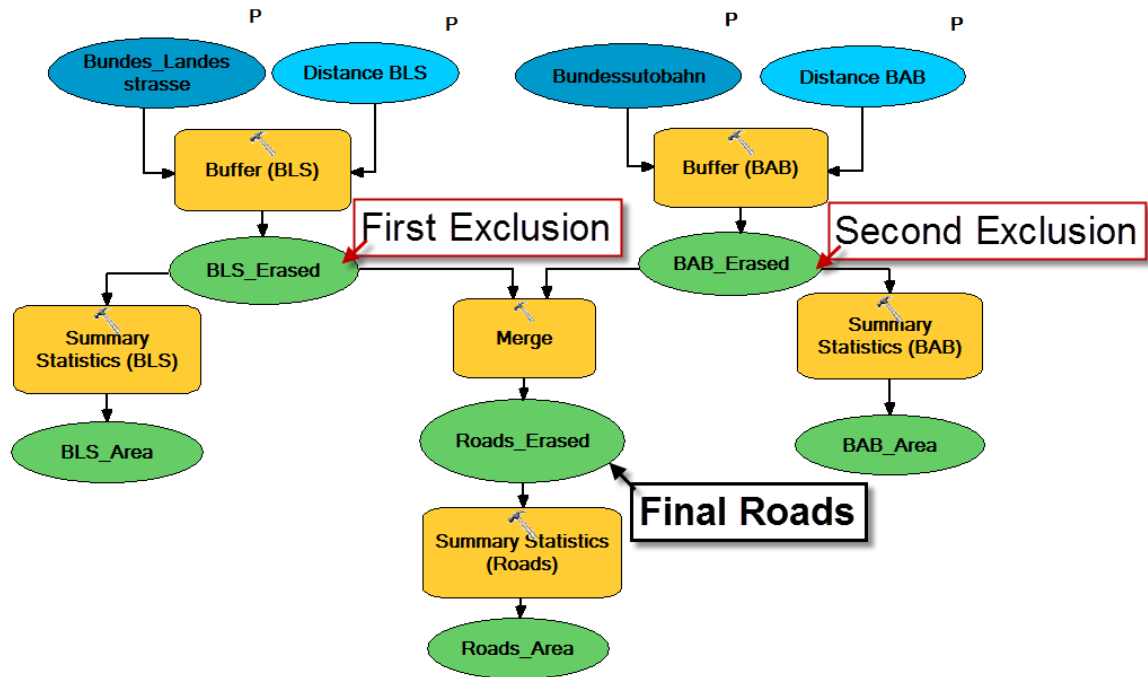 P
P
P
P
Bundes_Landes
strasse
Distance BLS
Bundessutobahn
Distance BAB
Buffer (BLS)
Buffer (BAB)
First Exclusion
Second Exclusion
BLS_Erased
BAB_Erased
Summary
Statistics (BLS)
Merge
Summary
Statistics (BAB)
BLS_Area
Roads_Erased
BAB_Area
Final Roads
Summary Statistics
(Roads)
Roads_Area